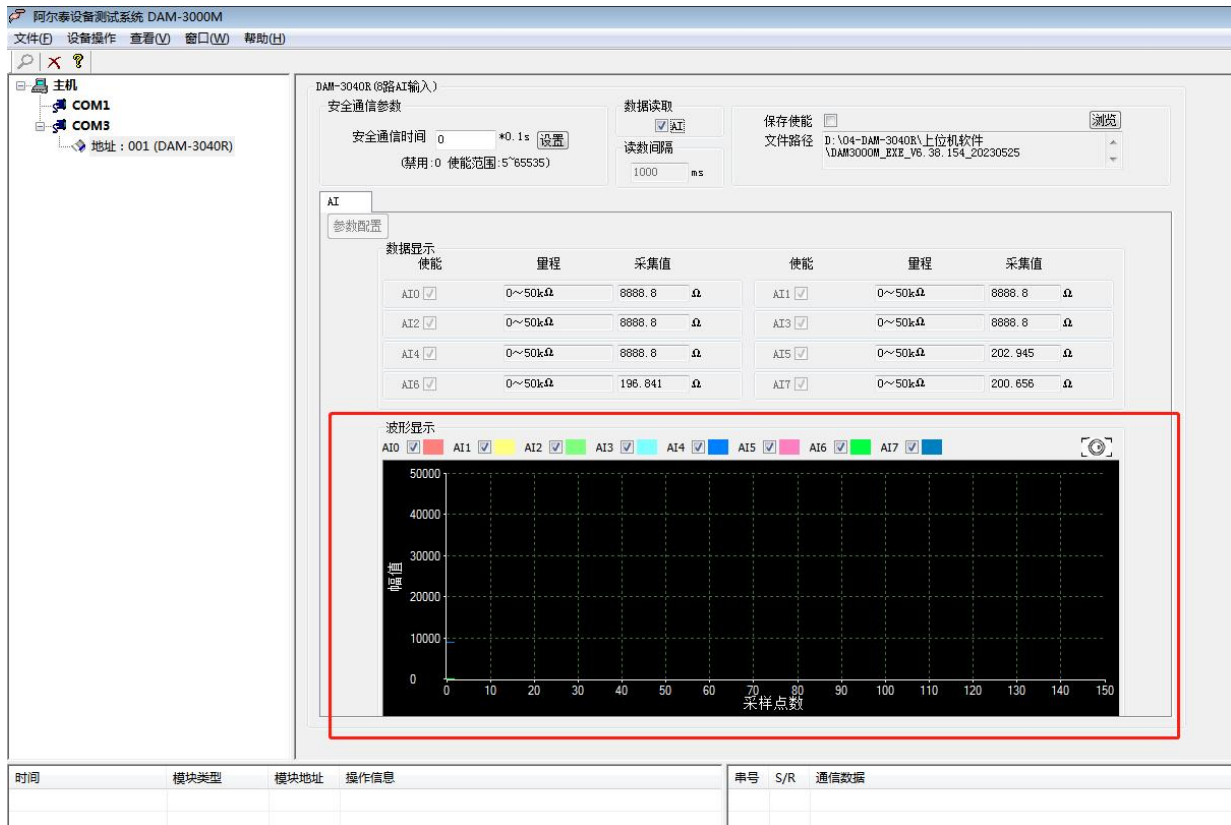 阿尔泰设备测试系统 DAM-3000M
文件(F) 设备操作 查看(V) 窗口(W) 帮助(H)
主机
COM1
COM3
地址：001 (DAM-3040R)
DAM-3040R(8路AI输入)
安全通信参数
安全通信时间 0 *0.1s 设置
(禁用:0 使能范围:5~65535)
数据读取
AI
读数间隔
1000 ms
保存使能 浏览
文件路径 D:\04-DAM-3040R\上位机软件
\DAM3000M_EXE_V6.38.154_20230525
AI
参数配置
数据显示
使能 量程 采集值 使能 量程 采集值
AI0 0～50kΩ 8888.8 Ω AI1 0～50kΩ 8888.8 Ω
AI2 0～50kΩ 8888.8 Ω AI3 0～50kΩ 8888.8 Ω
AI4 0～50kΩ 8888.8 Ω AI5 0～50kΩ 202.945 Ω
AI6 0～50kΩ 196.841 Ω AI7 0～50kΩ 200.656 Ω
波形显示
AI0 AI1 AI2 AI3 AI4 AI5 AI6 AI7
50000
40000
30000
幅值
20000
10000
0
0 10 20 30 40 50 60 70 80 90 100 110 120 130 140 150
采样点数
时间 模块类型 模块地址 操作信息 串号 S/R 通信数据